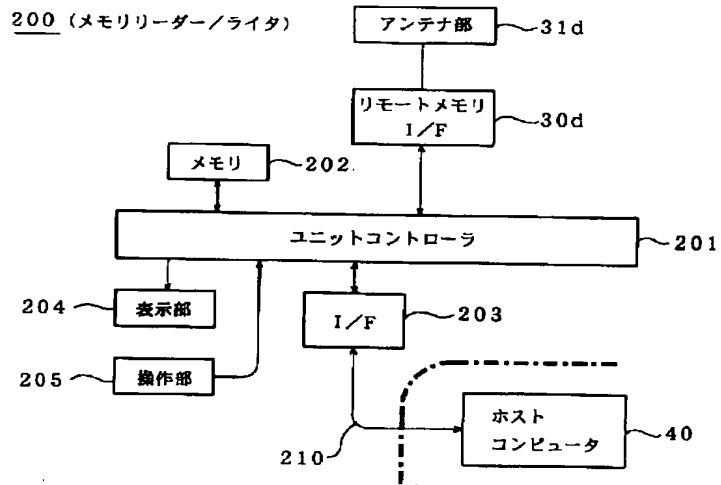 200 (メモリリーダー/ライタ)
アンテナ部
31d
リモートメモリ
I/F
30d
メモリ
202
ユニットコントローラ
201
204
表示部
I/F
203
205
操作部
210
ホスト
コンピュータ
40